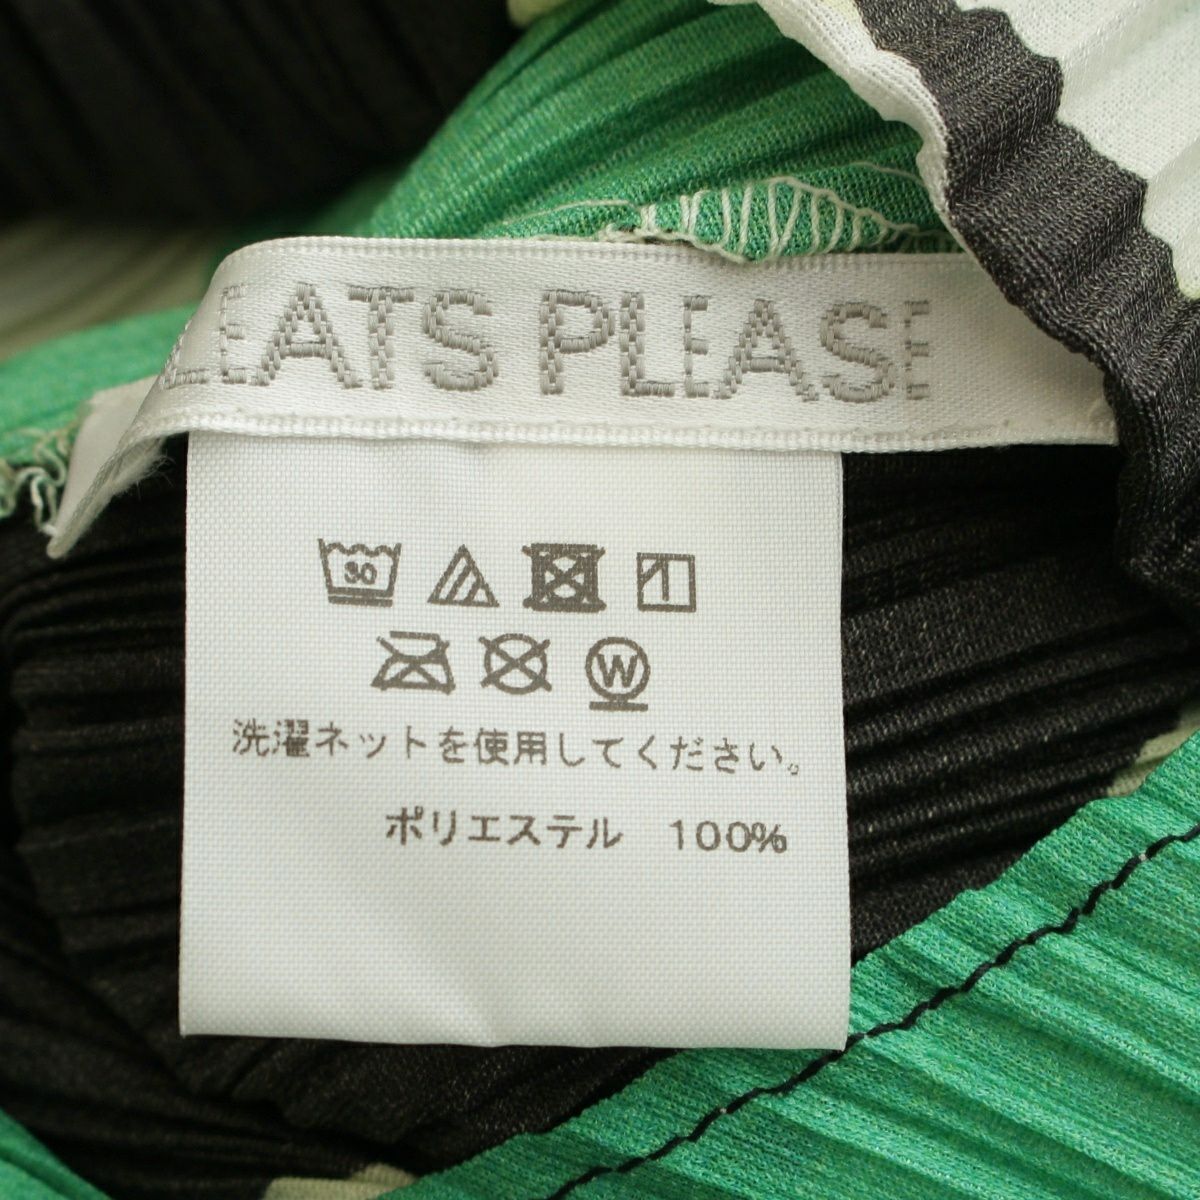 LEATS PLEASE
30
W
洗濯ネットを使用してください。
ポリエステル 100%